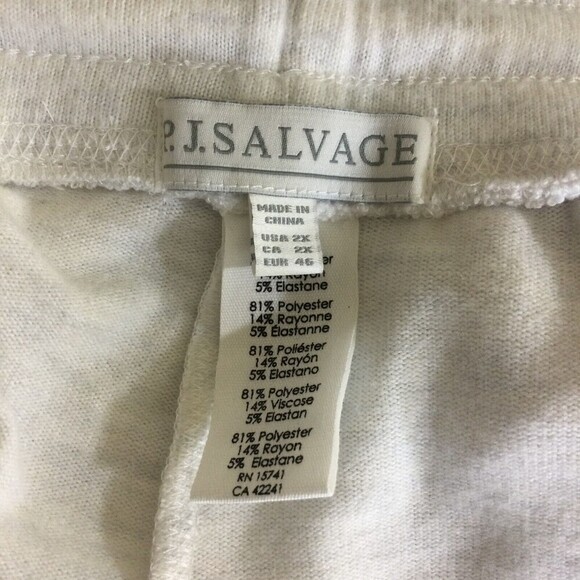 P.J.SALVAGE
MADE IN
CHINA
USA 2X
CA 2X
EUR 46
14% Rayon
5% Elastane
81% Polyester
14% Rayonne
5% Élastanne
81% Poliéster
14% Rayón
5% Elastano
81% Polyester
14% Viscose
5% Elastan
81% Polyester
14% Rayon
5% Elastane
RN 15741
CA 42241